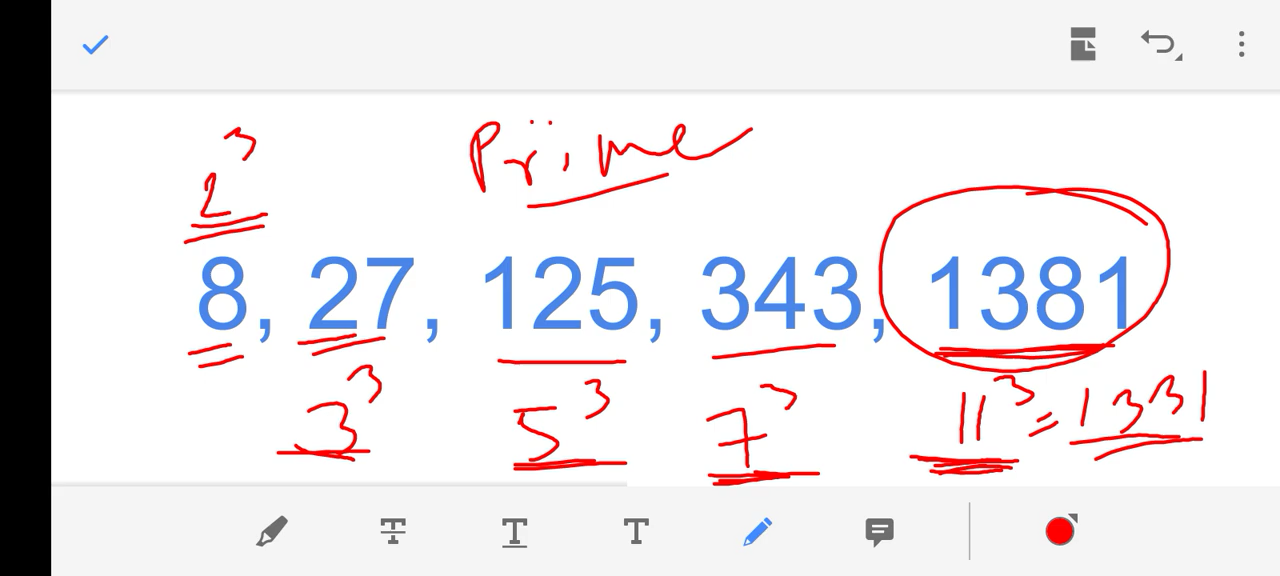 2³ Prime
8, 27, 125, 343, 1381
3³ 5³ 7³ 11³ = 1331
T T T